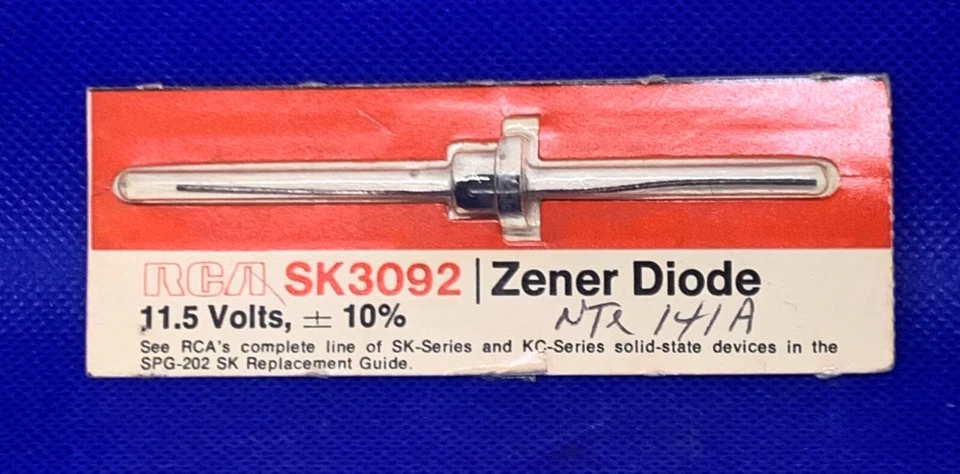 RCA SK3092 | Zener Diode
11.5 Volts, ± 10% NTE 141A
See RCA's complete line of SK-Series and KC-Series solid-state devices in the
SPG-202 SK Replacement Guide.